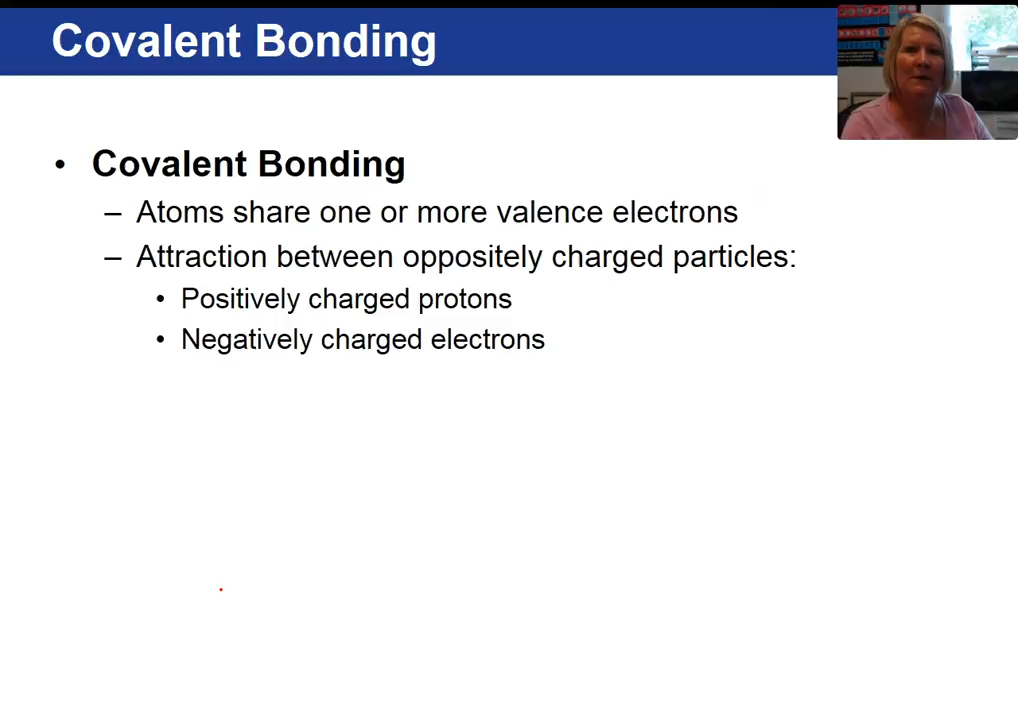 Covalent Bonding
• Covalent Bonding
– Atoms share one or more valence electrons
– Attraction between oppositely charged particles:
• Positively charged protons
• Negatively charged electrons